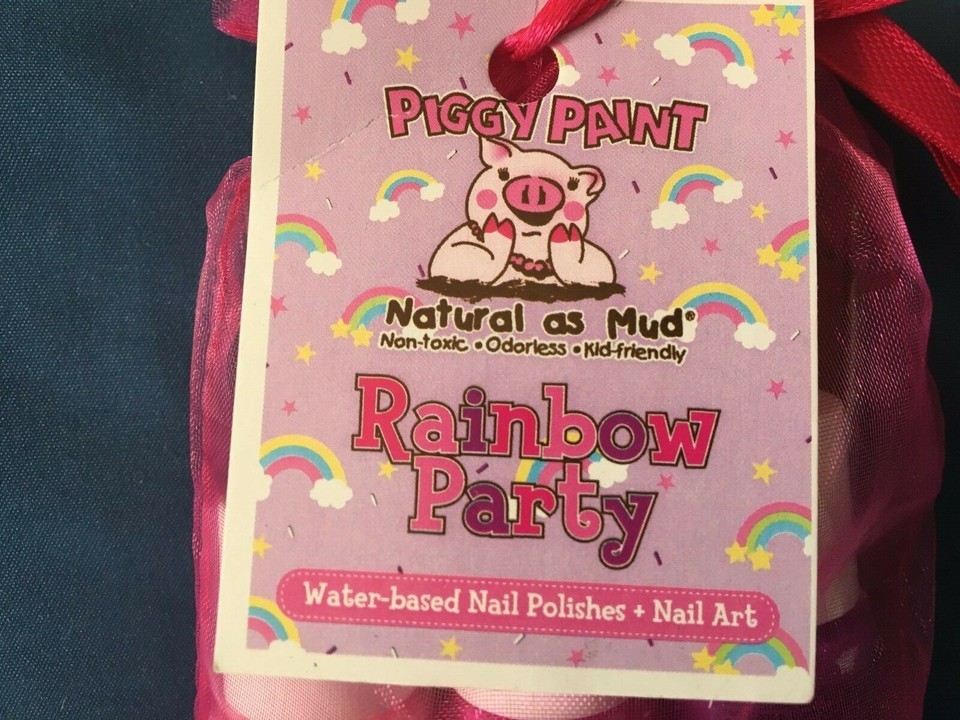 PIGGY PAINT
Natural as Mud®
Non-toxic • Odorless • Kid-friendly
Rainbow
Party
Water-based Nail Polishes + Nail Art